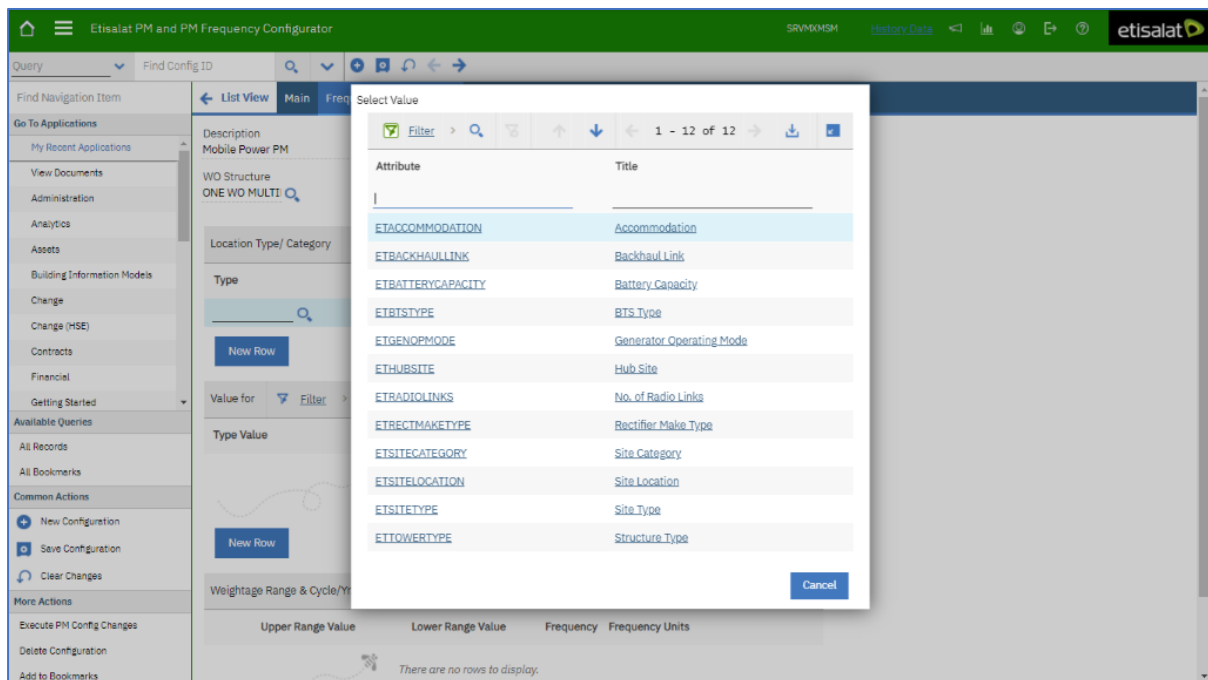 Etisalat PM and PM Frequency Configurator
SRVMXMSM
History Data
etisalat
Query
Find Config ID
Find Navigation Item
Go To Applications
My Recent Applications
View Documents
Administration
Analytics
Assets
Building Information Models
Change
Change (HSE)
Contracts
Financial
Getting Started
Available Queries
All Records
All Bookmarks
Common Actions
New Configuration
Save Configuration
Clear Changes
More Actions
Execute PM Config Changes
Delete Configuration
Add to Bookmarks
List View Main Freq
Description
Mobile Power PM
WO Structure
ONE WO MULTI
Location Type/ Category
Type
New Row
Value for Filter
Type Value
New Row
Weightage Range & Cycle/Yr
Upper Range Value Lower Range Value Frequency Frequency Units
There are no rows to display.
Select Value
Filter 1 - 12 of 12
Attribute Title
ETACCOMMODATION Accommodation
ETBACKHAULLINK Backhaul Link
ETBATTERYCAPACITY Battery Capacity
ETBTSTYPE BTS Type
ETGENOPMODE Generator Operating Mode
ETHUBSITE Hub Site
ETRADIOLINKS No. of Radio Links
ETRECTMAKETYPE Rectifier Make Type
ETSITECATEGORY Site Category
ETSITELOCATION Site Location
ETSITETYPE Site Type
ETTOWERTYPE Structure Type
Cancel